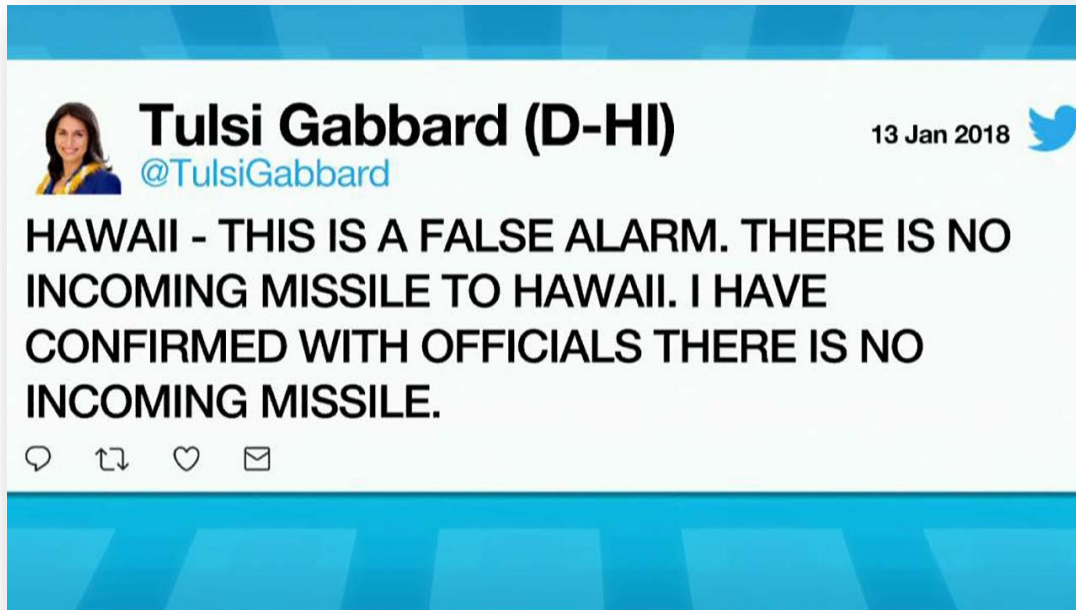 Tulsi Gabbard (D-HI)
13 Jan 2018
@TulsiGabbard
HAWAII - THIS IS A FALSE ALARM. THERE IS NO
INCOMING MISSILE TO HAWAII. I HAVE
CONFIRMED WITH OFFICIALS THERE IS NO
INCOMING MISSILE.